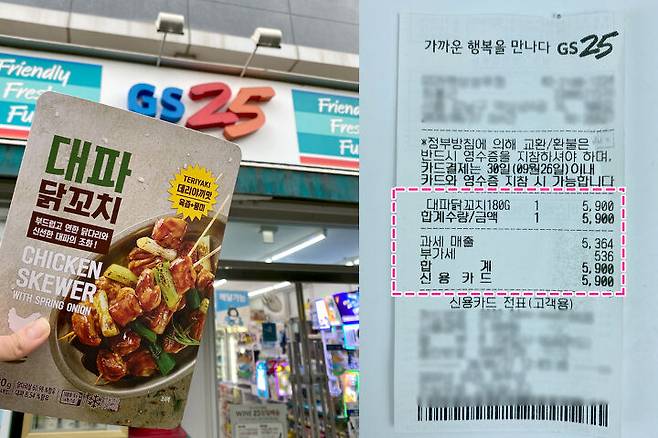 Friendly
Fresh
Fu
GS25
Friendly
Fresh
Fun
대파
닭꼬치
부드럽고 연한 닭다리와
신선한 대파의 조화!
TERIYAKI
데리야끼맛
CHICKEN
SKEWER
WITH SPRING ONION
가까운 행복을 만나다 GS25
*정부방침에 의해 교환/환불은
반드시 영수증을 지참하셔야 하며,
카드결제는 30일(09월26일)이내
카드와 영수증 지참 시 가능합니다
대파닭꼬치180G 1 5,900
합계수량/금액 1 5,900
과세 매출 5,364
부가세 536
합 계 5,900
신용 카드 5,900
신용카드 전표(고객용)